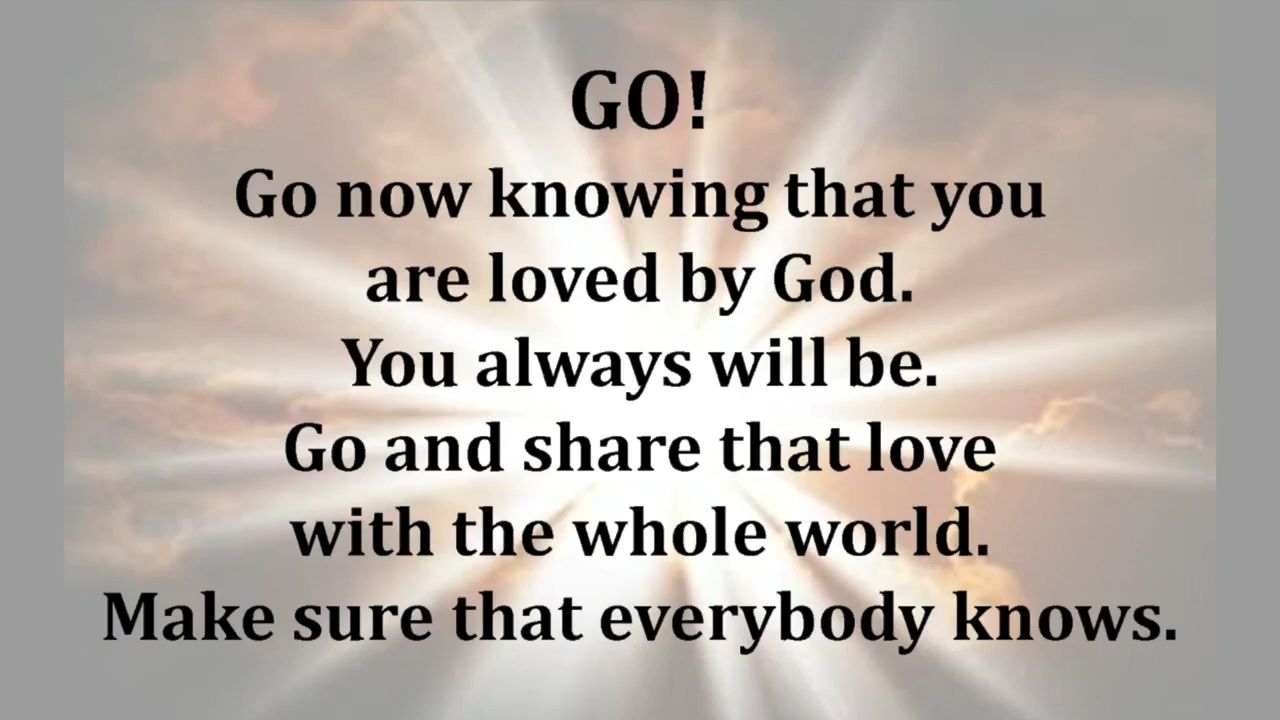 GO!
Go now knowing that you
are loved by God.
You always will be.
Go and share that love
with the whole world.
Make sure that everybody knows.